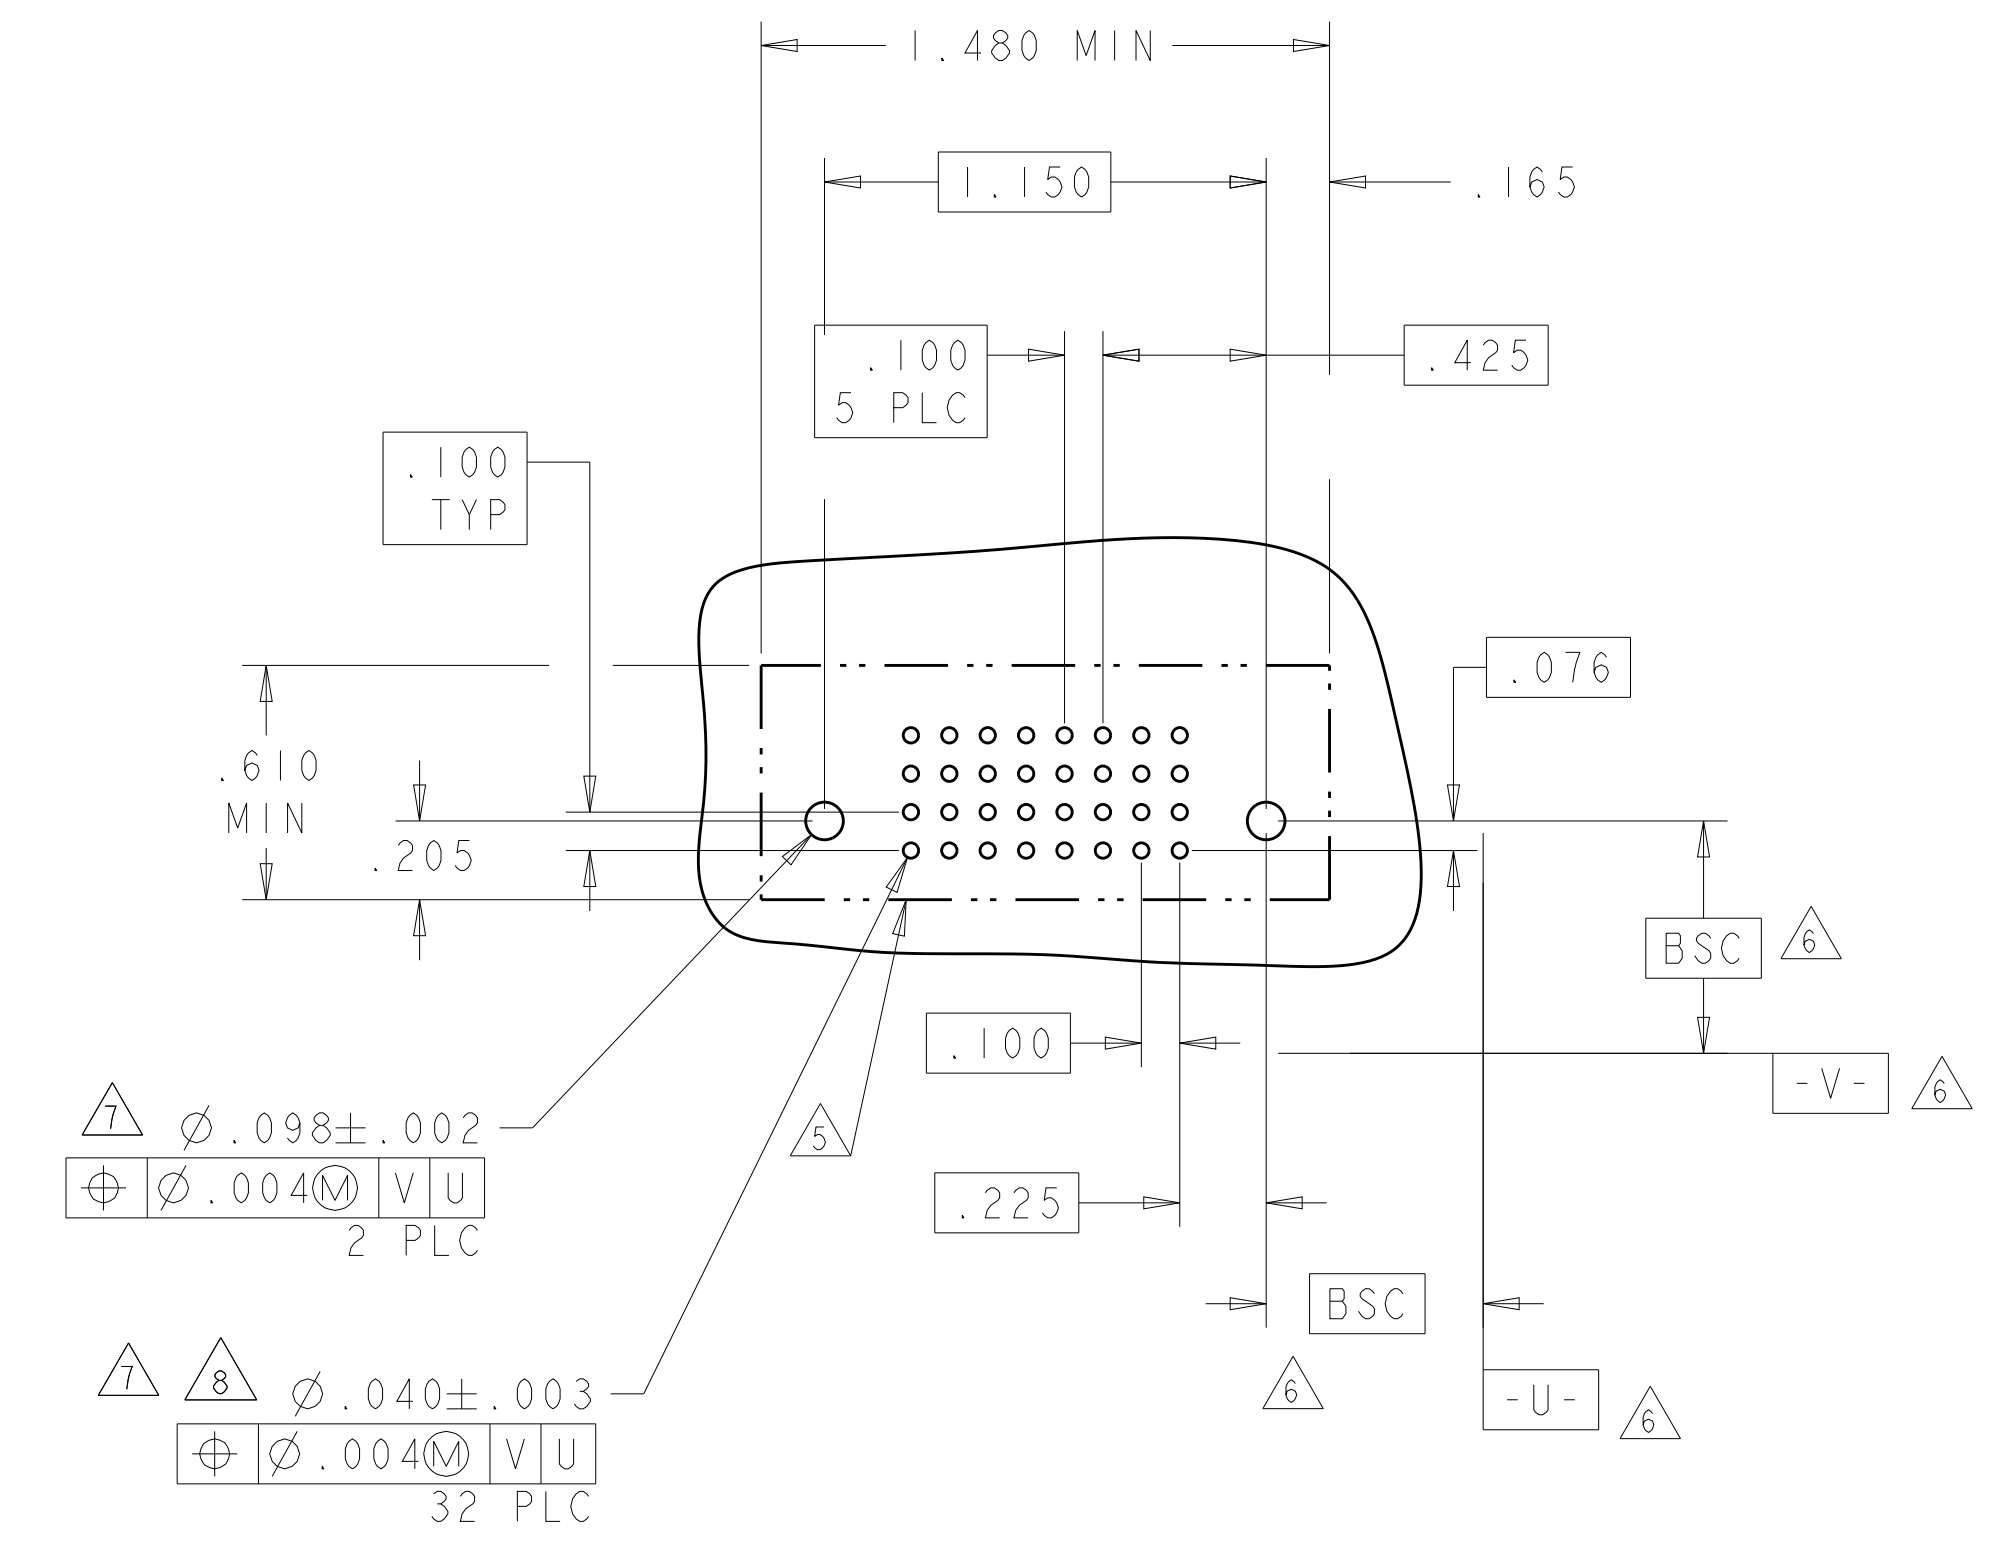 1.480 MIN
1.150
.165
.100
5 PLC
.425
.100
TYP
.076
.610
MIN
.205
BSC
6
.100
-V-
6
7
Ø.098±.002
⌖ Ø.004Ⓜ V U
2 PLC
5
.225
BSC
6
-U-
6
7
8
Ø.040±.003
⌖ Ø.004Ⓜ V U
32 PLC